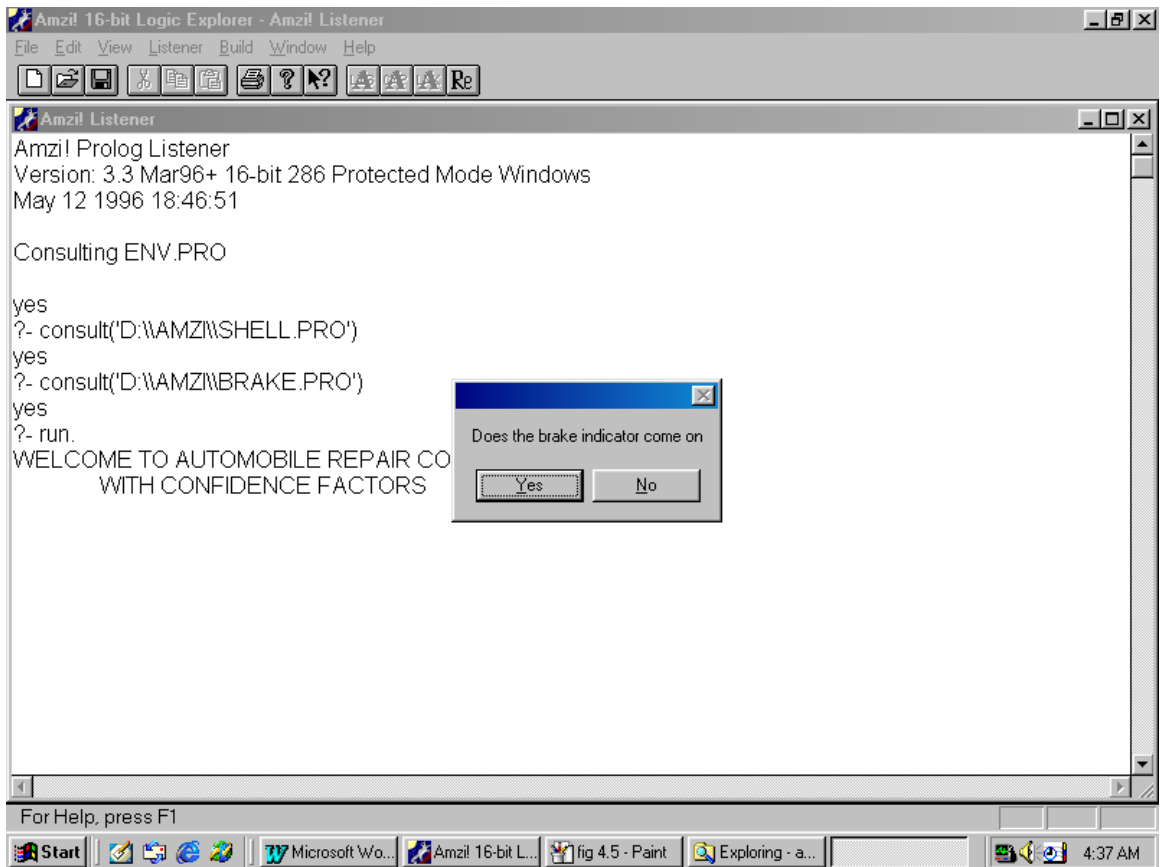 Amzi! 16-bit Logic Explorer - Amzi! Listener
File Edit View Listener Build Window Help
Re
Amzi! Listener
Amzi! Prolog Listener
Version: 3.3 Mar96+ 16-bit 286 Protected Mode Windows
May 12 1996 18:46:51
Consulting ENV.PRO
yes
?- consult('D:\\AMZI\\SHELL.PRO')
yes
?- consult('D:\\AMZI\\BRAKE.PRO')
yes
?- run.
WELCOME TO AUTOMOBILE REPAIR CO
WITH CONFIDENCE FACTORS
Does the brake indicator come on
Yes No
For Help, press F1
Start Microsoft Wo... Amzi! 16-bit L... fig 4.5 - Paint Exploring - a... 4:37 AM